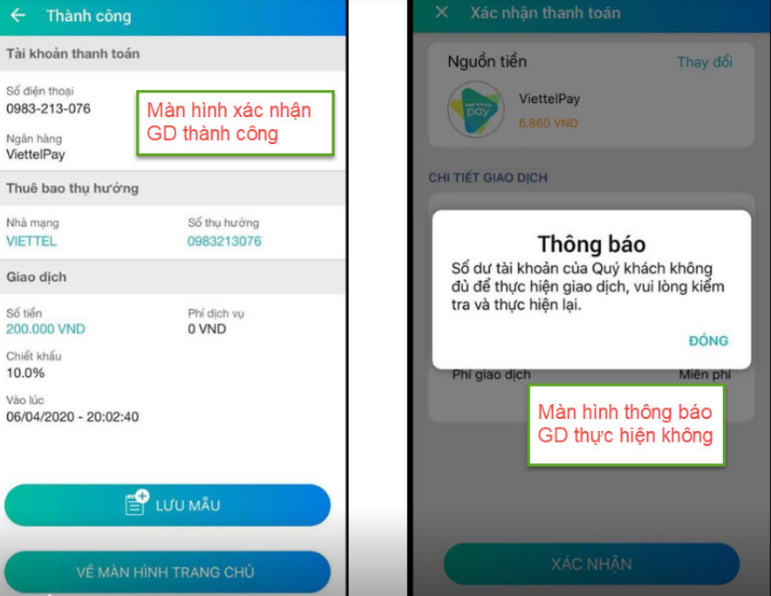 Thành công
Tài khoản thanh toán
Số điện thoại
0983-213-076
Ngân hàng
ViettelPay
Màn hình xác nhận
GD thành công
Thuê bao thụ hưởng
Nhà mạng
Số thụ hưởng
VIETTEL
0983213076
Giao dịch
Số tiền
Phí dịch vụ
200.000 VND
0 VND
Chiết khấu
10.0%
Vào lúc
06/04/2020 - 20:02:40
LƯU MẪU
VỀ MÀN HÌNH TRANG CHỦ
Xác nhận thanh toán
Nguồn tiền
Thay đổi
pay
ViettelPay
6.860 VND
CHI TIẾT GIAO DỊCH
Thông báo
Số dư tài khoản của Quý khách không
đủ để thực hiện giao dịch, vui lòng kiểm
tra và thực hiện lại.
ĐÓNG
Phí giao dịch
Miễn phí
Màn hình thông báo
GD thực hiện không
XÁC NHẬN